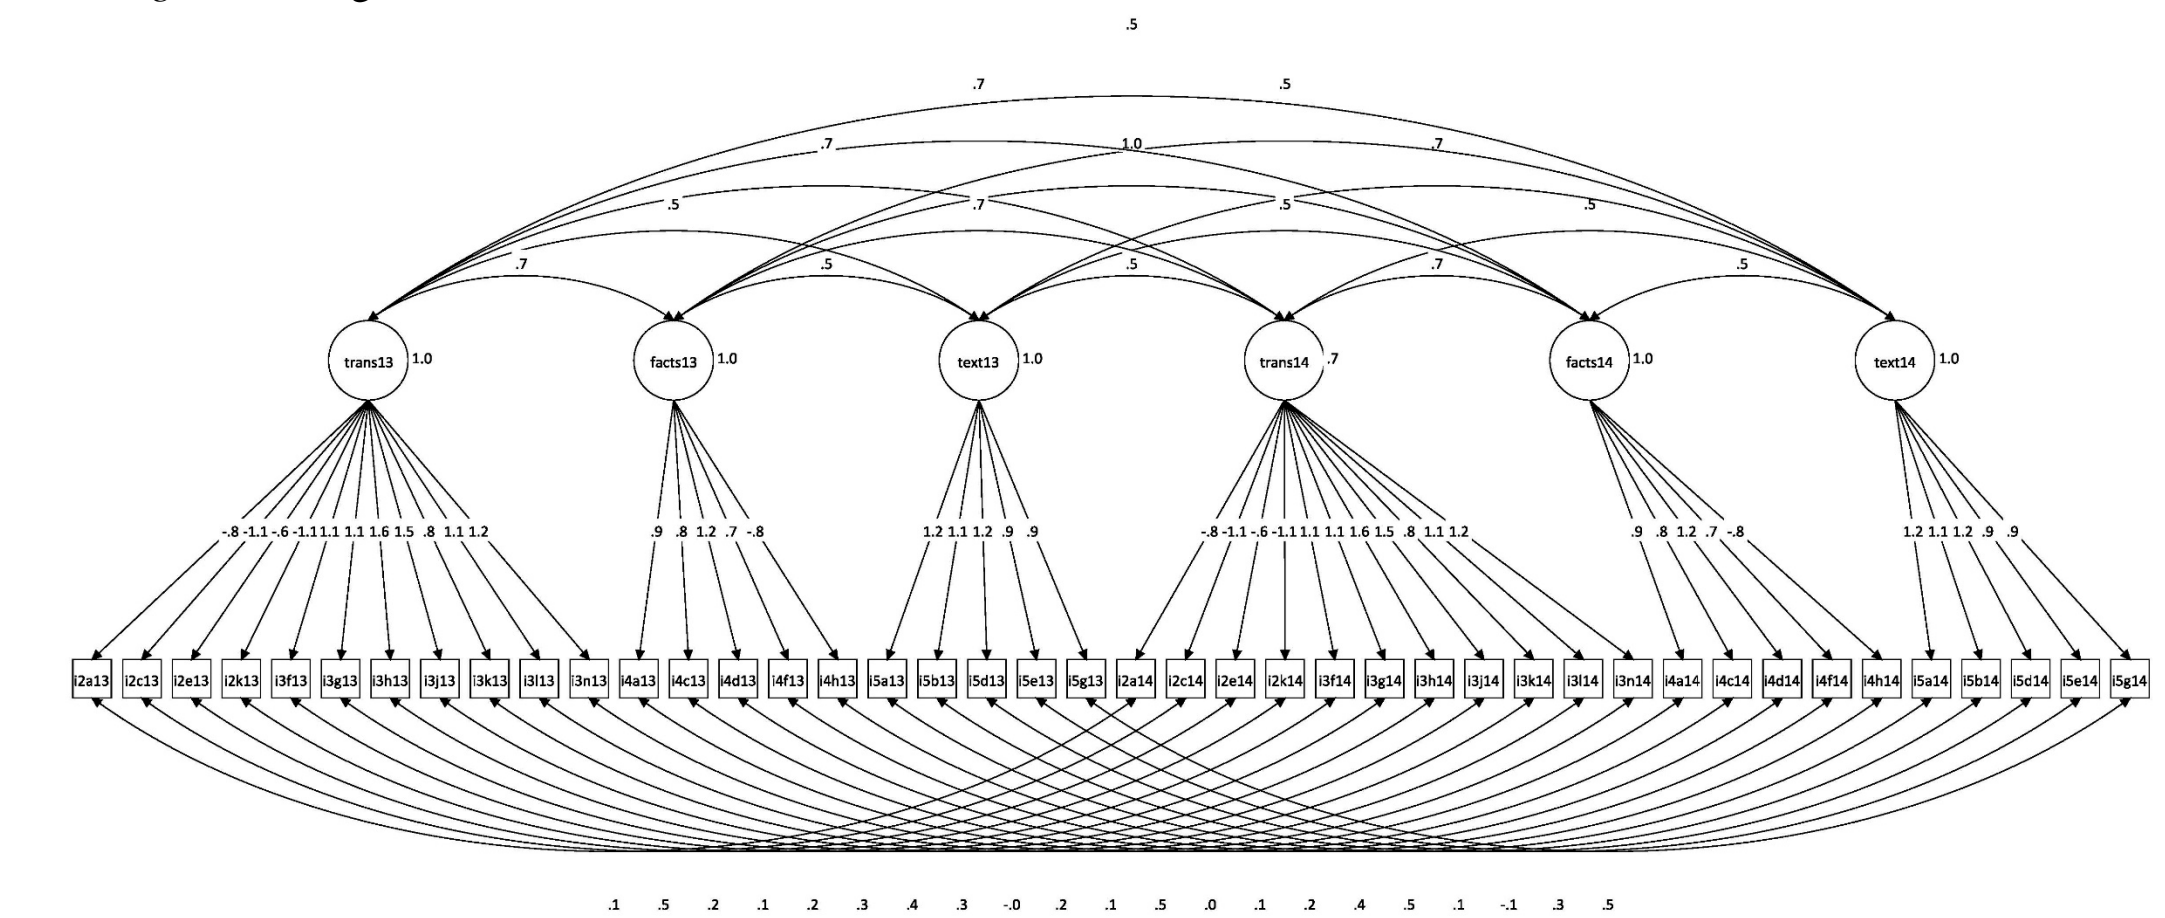 .5
.7 .5
.7 1.0 .7
.5 .7 .5 .5
.7 .5 .5 .7 .5
trans13 1.0 facts13 1.0 text13 1.0 trans14 .7 facts14 1.0 text14 1.0
-.8 -1.1 -.6 -1.1 1.1 1.1 1.6 1.5 .8 1.1 1.2 .9 .8 1.2 .7 -.8 1.2 1.1 1.2 .9 .9 -.8 -1.1 -.6 -1.1 1.1 1.1 1.6 1.5 .8 1.1 1.2 .9 .8 1.2 .7 -.8 1.2 1.1 1.2 .9 .9
i2a13 i2c13 i2e13 i2k13 i3f13 i3g13 i3h13 i3j13 i3k13 i3l13 i3n13 i4a13 i4c13 i4d13 i4f13 i4h13 i5a13 i5b13 i5d13 i5e13 i5g13 i2a14 i2c14 i2e14 i2k14 i3f14 i3g14 i3h14 i3j14 i3k14 i3l14 i3n14 i4a14 i4c14 i4d14 i4f14 i4h14 i5a14 i5b14 i5d14 i5e14 i5g14
.1 .5 .2 .1 .2 .3 .4 .3 -.0 .2 .1 .5 .0 .1 .2 .4 .5 .1 -.1 .3 .5